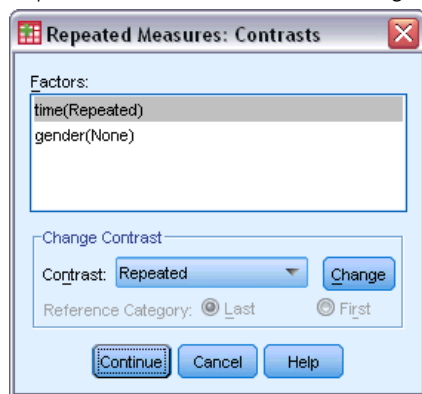 Repeated Measures: Contrasts
Factors:
time(Repeated)
gender(None)
Change Contrast
Contrast: Repeated Change
Reference Category: Last First
Continue Cancel Help